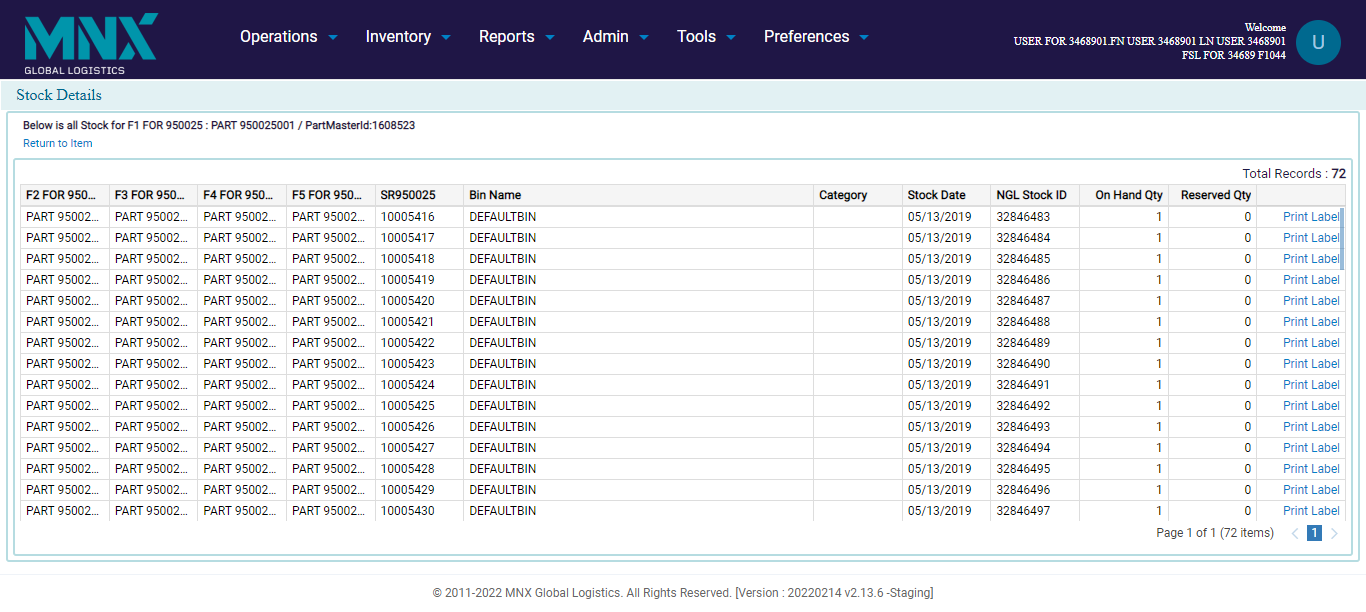 MNX
GLOBAL LOGISTICS
Operations Inventory Reports Admin Tools Preferences
Welcome
USER FOR 3468901.FN USER 3468901 LN USER 3468901
FSL FOR 34689 F1044
U
Stock Details
Below is all Stock for F1 FOR 950025 : PART 950025001 / PartMasterId:1608523
Return to Item
Total Records : 72
F2 FOR 950... F3 FOR 950... F4 FOR 950... F5 FOR 950... SR950025 Bin Name Category Stock Date NGL Stock ID On Hand Qty Reserved Qty
PART 95002... PART 95002... PART 95002... PART 95002... 10005416 DEFAULTBIN 05/13/2019 32846483 1 0 Print Label
PART 95002... PART 95002... PART 95002... PART 95002... 10005417 DEFAULTBIN 05/13/2019 32846484 1 0 Print Label
PART 95002... PART 95002... PART 95002... PART 95002... 10005418 DEFAULTBIN 05/13/2019 32846485 1 0 Print Label
PART 95002... PART 95002... PART 95002... PART 95002... 10005419 DEFAULTBIN 05/13/2019 32846486 1 0 Print Label
PART 95002... PART 95002... PART 95002... PART 95002... 10005420 DEFAULTBIN 05/13/2019 32846487 1 0 Print Label
PART 95002... PART 95002... PART 95002... PART 95002... 10005421 DEFAULTBIN 05/13/2019 32846488 1 0 Print Label
PART 95002... PART 95002... PART 95002... PART 95002... 10005422 DEFAULTBIN 05/13/2019 32846489 1 0 Print Label
PART 95002... PART 95002... PART 95002... PART 95002... 10005423 DEFAULTBIN 05/13/2019 32846490 1 0 Print Label
PART 95002... PART 95002... PART 95002... PART 95002... 10005424 DEFAULTBIN 05/13/2019 32846491 1 0 Print Label
PART 95002... PART 95002... PART 95002... PART 95002... 10005425 DEFAULTBIN 05/13/2019 32846492 1 0 Print Label
PART 95002... PART 95002... PART 95002... PART 95002... 10005426 DEFAULTBIN 05/13/2019 32846493 1 0 Print Label
PART 95002... PART 95002... PART 95002... PART 95002... 10005427 DEFAULTBIN 05/13/2019 32846494 1 0 Print Label
PART 95002... PART 95002... PART 95002... PART 95002... 10005428 DEFAULTBIN 05/13/2019 32846495 1 0 Print Label
PART 95002... PART 95002... PART 95002... PART 95002... 10005429 DEFAULTBIN 05/13/2019 32846496 1 0 Print Label
PART 95002... PART 95002... PART 95002... PART 95002... 10005430 DEFAULTBIN 05/13/2019 32846497 1 0 Print Label
Page 1 of 1 (72 items) 1
© 2011-2022 MNX Global Logistics. All Rights Reserved. [Version : 20220214 v2.13.6 -Staging]